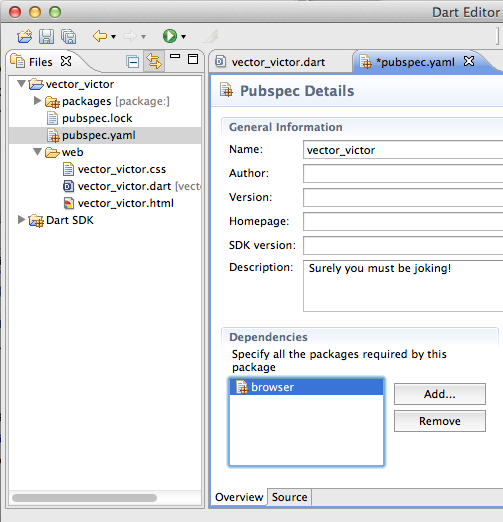 Dart Editor
Files
vector_victor
packages [package:]
pubspec.lock
pubspec.yaml
web
vector_victor.css
vector_victor.dart [vect
vector_victor.html
Dart SDK
vector_victor.dart
*pubspec.yaml
Pubspec Details
General Information
Name: vector_victor
Author:
Version:
Homepage:
SDK version:
Description: Surely you must be joking!
Dependencies
Specify all the packages required by this
package
browser
Add...
Remove
Overview Source